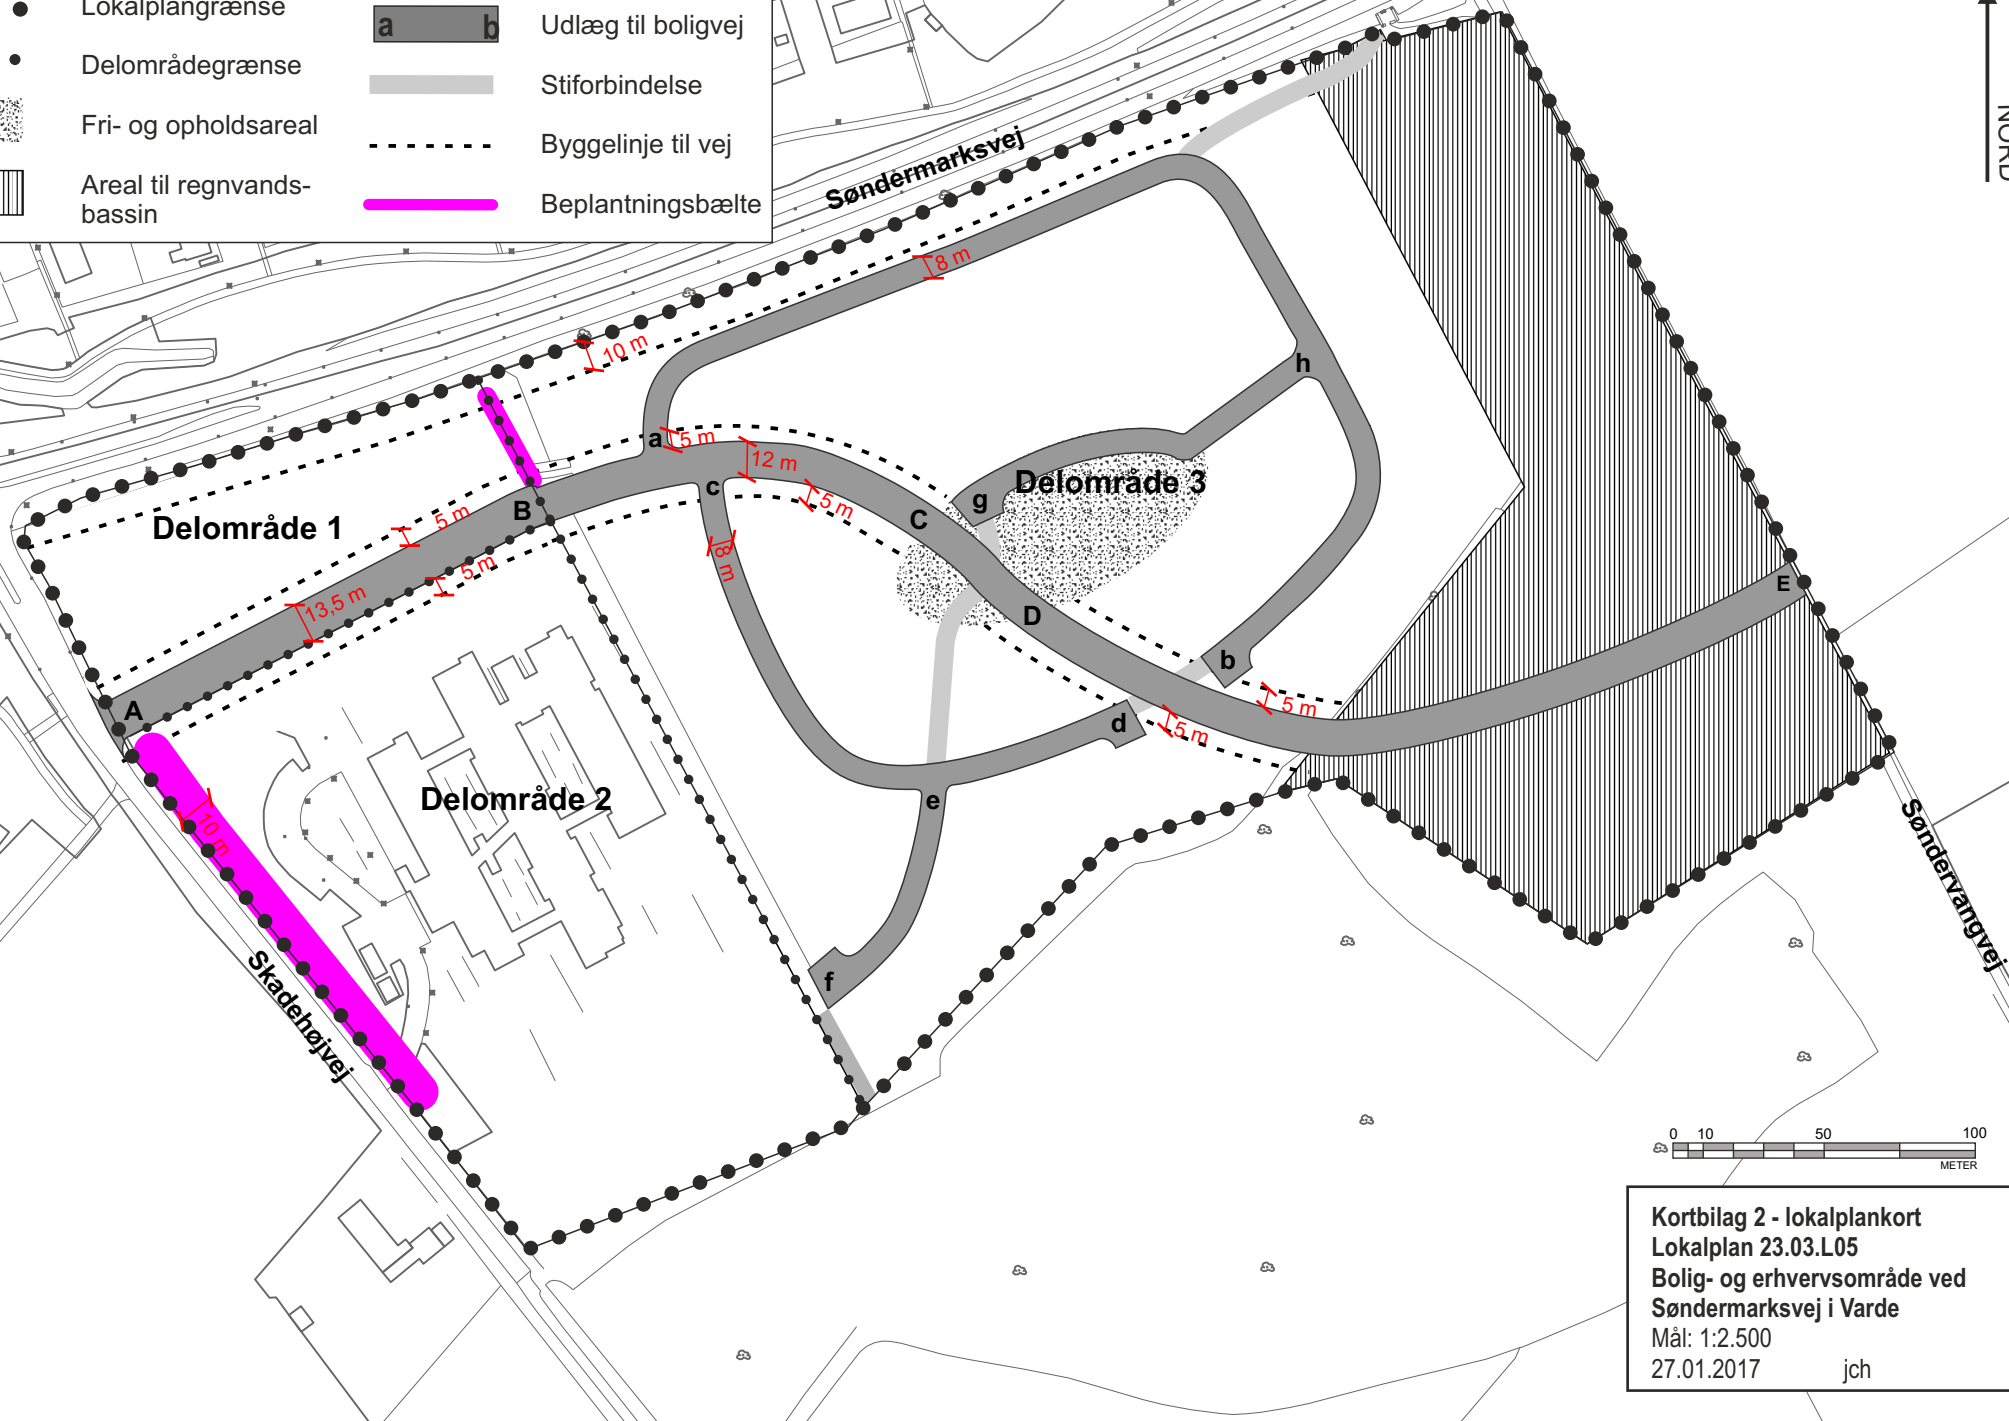 Lokalplangrænse
Delområdegrænse
Fri- og opholdsareal
Areal til regnvands-
bassin
a b Udlæg til boligvej
Stiforbindelse
Byggelinje til vej
Beplantningsbælte
NORD
Søndermarksvej
8 m
10 m
h
a
5 m
12 m
c
Delområde 3
g
5 m
C
Delområde 1
5 m
B
5 m
8 m
13,5 m
D
E
b
A
d
5 m
5 m
Delområde 2
e
10 m
Søndervangvej
f
Skadehøjvej
0 10 50 100
METER
Kortbilag 2 - lokalplankort
Lokalplan 23.03.L05
Bolig- og erhvervsområde ved
Søndermarksvej i Varde
Mål: 1:2.500
27.01.2017 jch